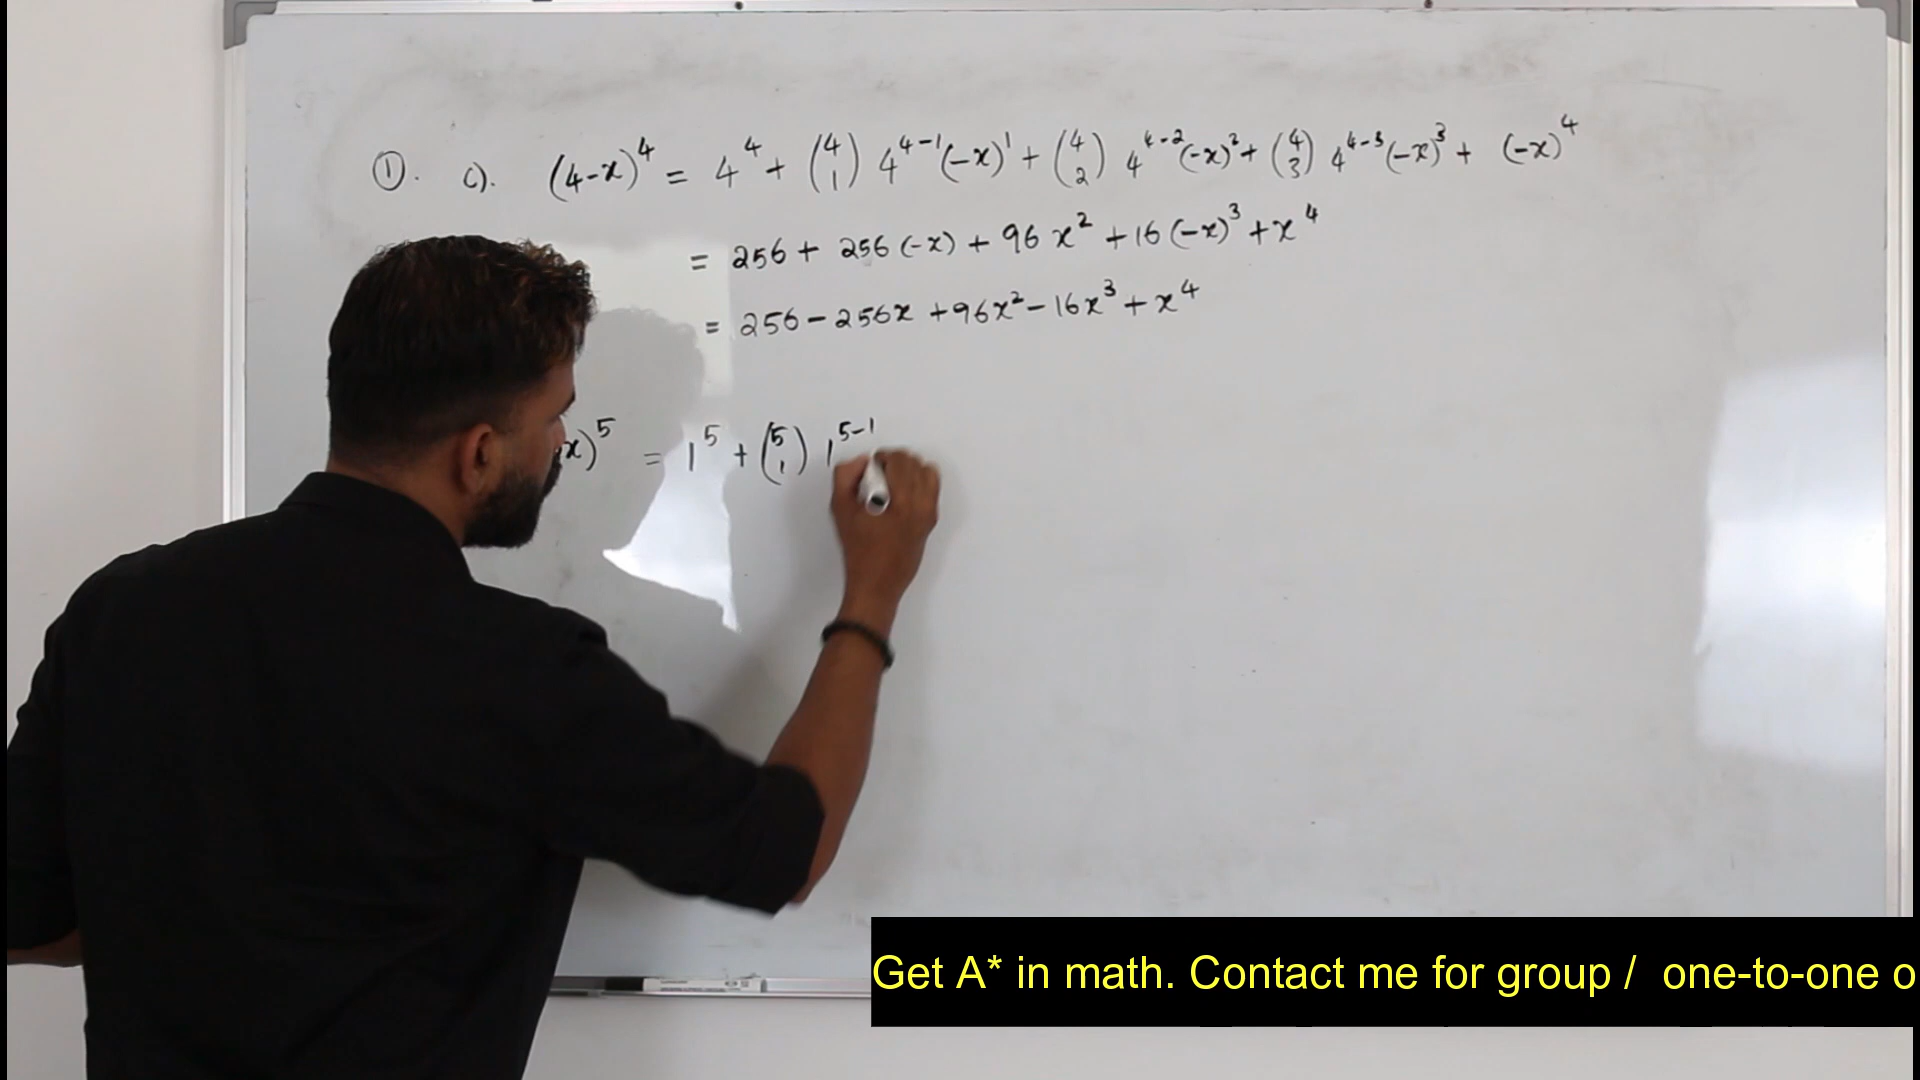 ①. c). (4-x)⁴ = 4⁴ + (4 1) 4⁴⁻¹(-x)¹ + (4 2) 4⁴⁻²(-x)² + (4 3) 4⁴⁻³(-x)³ + (-x)⁴
= 256 + 256(-x) + 96x² + 16(-x)³ + x⁴
= 256 - 256x + 96x² - 16x³ + x⁴
x)⁵ = 1⁵ + (5 1) 1⁵⁻¹
Get A* in math. Contact me for group / one-to-one o